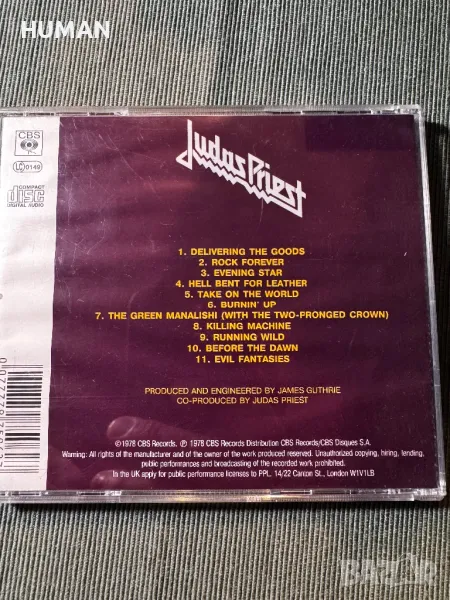 HUMAN
CBS
LC 0149
COMPACT
disc
DIGITAL AUDIO
Judas Priest
1. DELIVERING THE GOODS
2. ROCK FOREVER
3. EVENING STAR
4. HELL BENT FOR LEATHER
5. TAKE ON THE WORLD
6. BURNIN' UP
7. THE GREEN MANALISHI (WITH THE TWO-PRONGED CROWN)
8. KILLING MACHINE
9. RUNNING WILD
10. BEFORE THE DAWN
11. EVIL FANTASIES
PRODUCED AND ENGINEERED BY JAMES GUTHRIE
CO-PRODUCED BY JUDAS PRIEST
©1978 CBS Records, ℗ 1978 CBS Records Distribution CBS Records/CBS Disques S.A.
Warning: All rights of the manufacturer and of the owner of the work produced reserved. Unauthorized copying, hiring, lending,
public performances and broadcasting of the recorded work prohibited.
In the UK apply for public performance licenses to PPL, 14/22 Ganton St., London W1V1LB
BAZAR